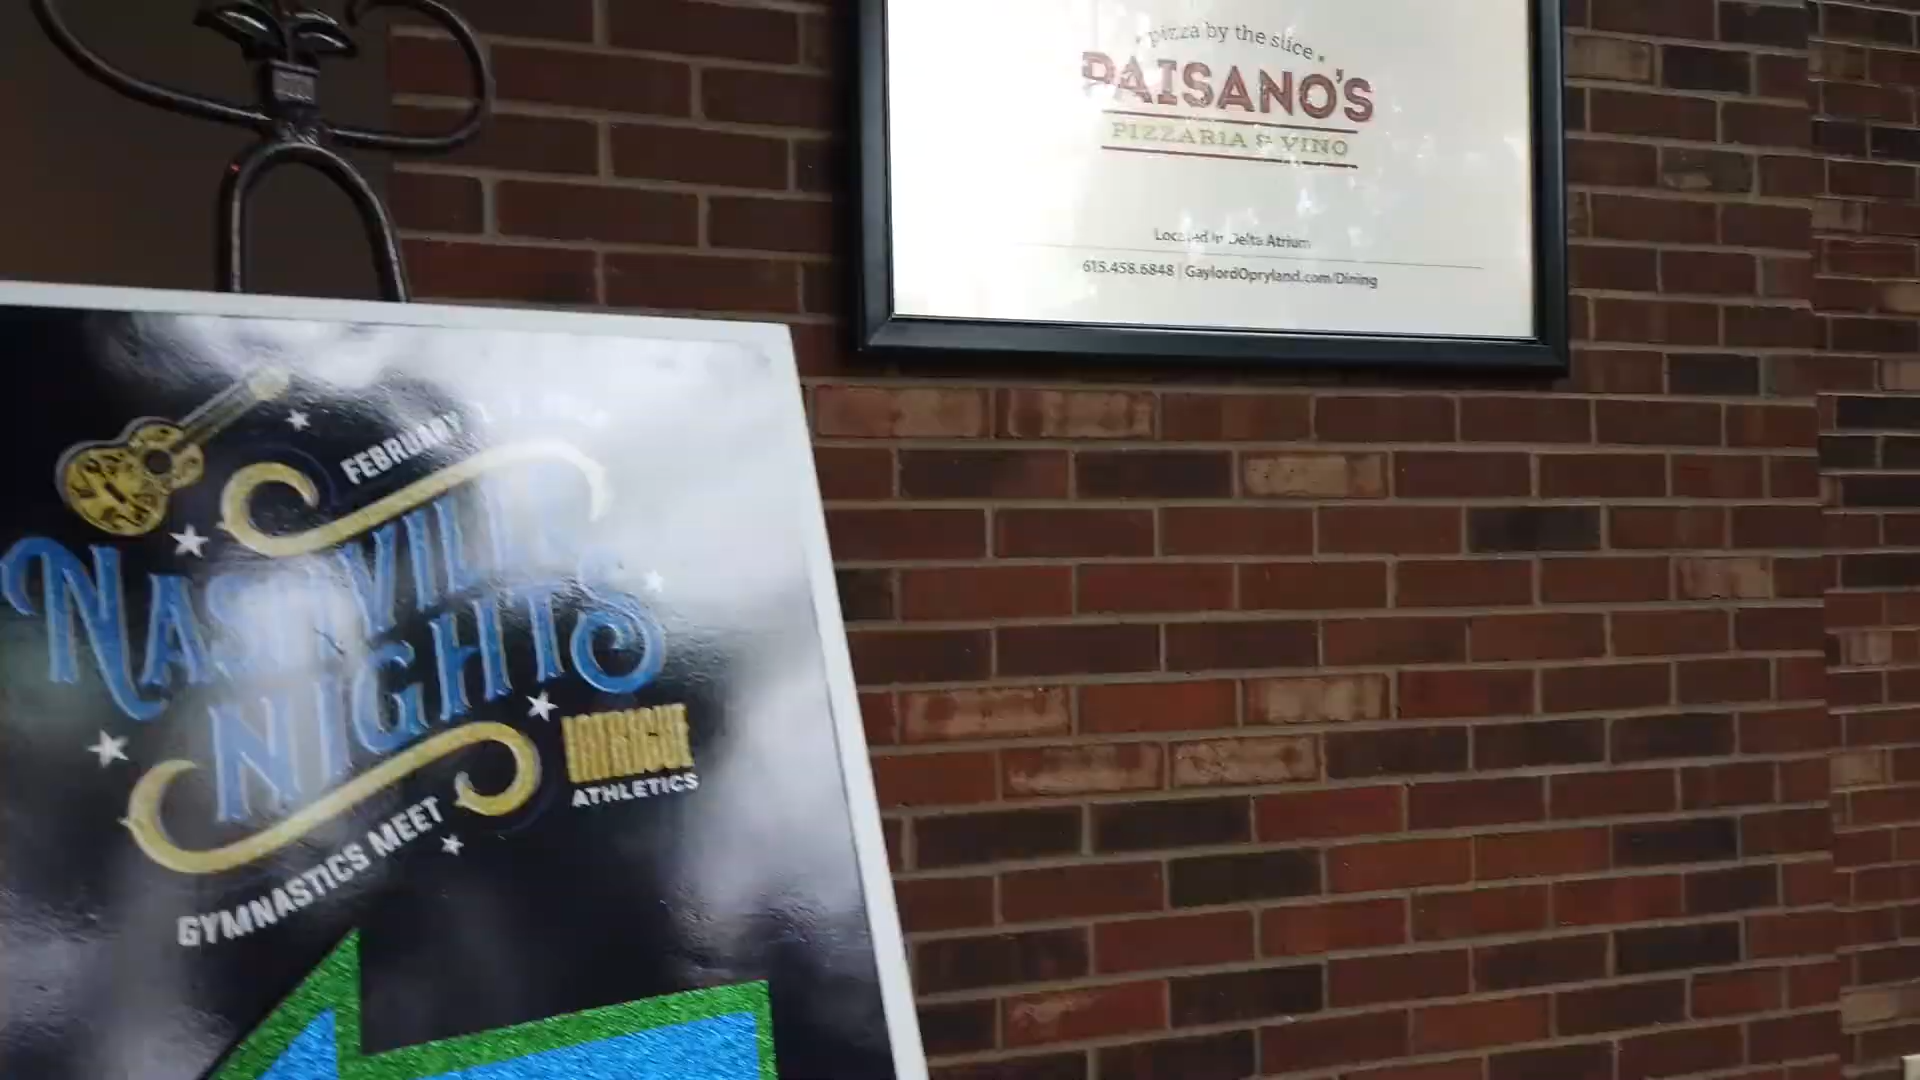 pizza by the slice
PAISANO'S
PIZZARIA & VINO
Located in Delta Atrium
615.458.6848 | GaylordOpryland.com/Dining
FEBRUARY
NASHVILLE
NIGHTS
INTRIGUE
ATHLETICS
GYMNASTICS MEET